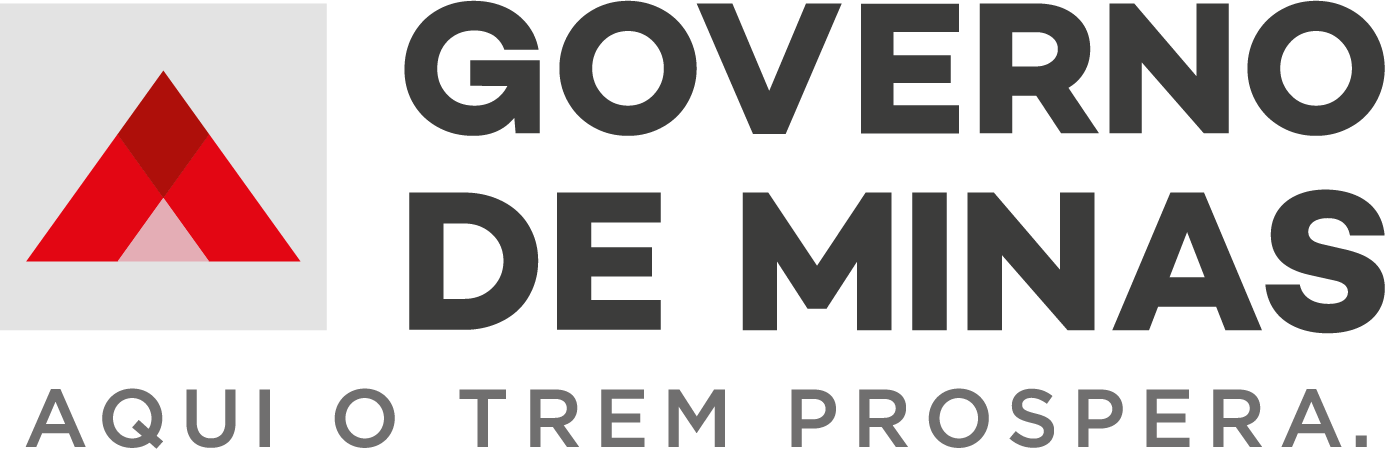 GOVERNO
DE MINAS
AQUI O TREM PROSPERA.